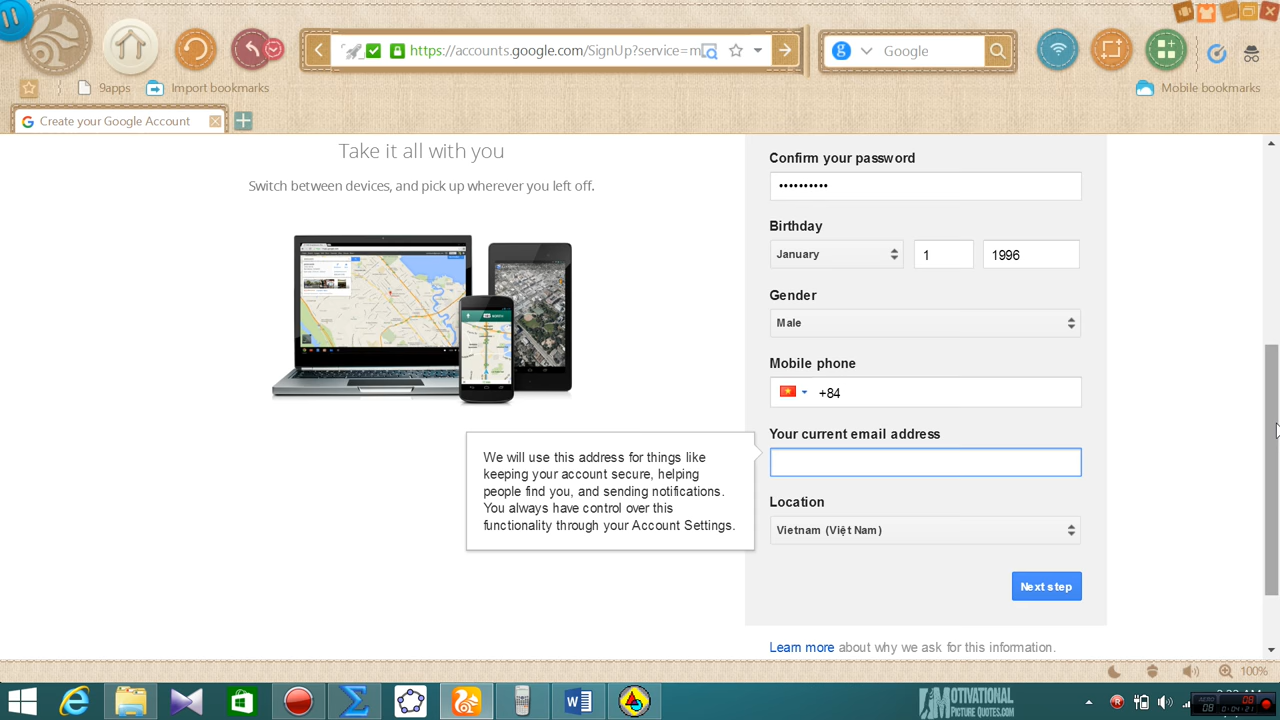 https://accounts.google.com/SignUp?service=m
Google
9apps
Import bookmarks
Mobile bookmarks
Create your Google Account
Take it all with you
Switch between devices, and pick up wherever you left off.
Confirm your password
••••••••••
Birthday
January
1
1996
Gender
Male
Mobile phone
+84
Your current email address
We will use this address for things like
keeping your account secure, helping
people find you, and sending notifications.
You always have control over this
functionality through your Account Settings.
Location
Vietnam (Việt Nam)
Next step
Learn more about why we ask for this information.
100%
MOTIVATIONAL
PICTURE QUOTES.COM